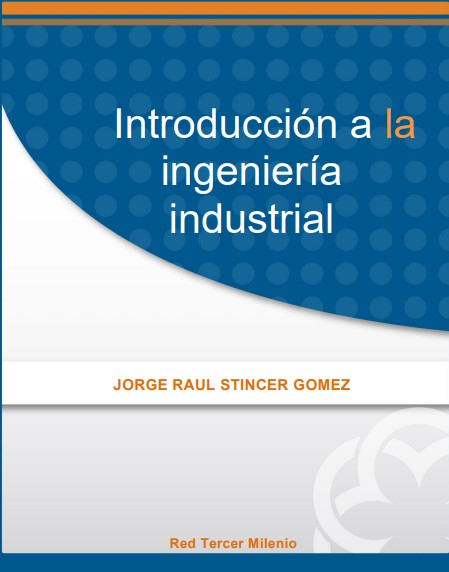 Introducción a la
ingeniería
industrial
JORGE RAUL STINCER GOMEZ
Red Tercer Milenio